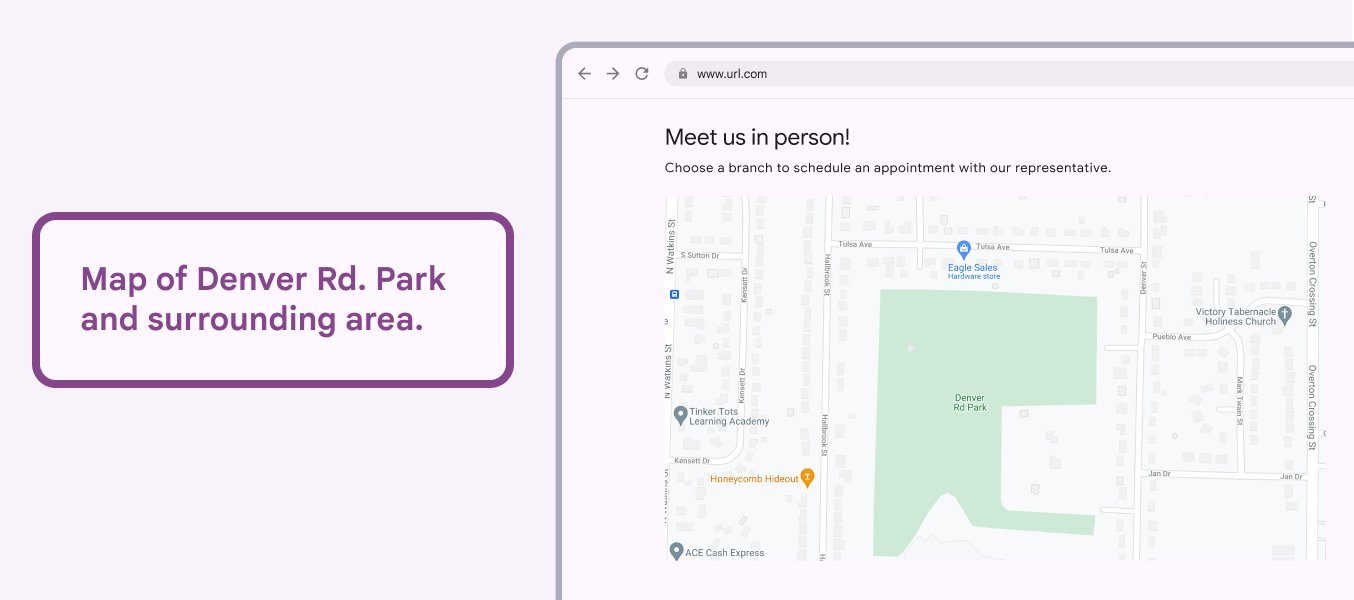 Map of Denver Rd. Park
and surrounding area.
www.url.com
Meet us in person!
Choose a branch to schedule an appointment with our representative.
N Watkins St
S Sutton Dr
Kensett Dr
Hallbrook St
Tulsa Ave
Tulsa Ave
Tulsa Ave
Eagle Sales
Hardware store
Denver St
Overton Crossing St
Victory Tabernacle
Holiness Church
Pueblo Ave
N Watkins St
Kensett Dr
Mark Twain St
Overton Crossing St
Denver
Rd Park
Tinker Tots
Learning Academy
Hallbrook St
Kensett Dr
Honeycomb Hideout
Jan Dr
Jan Dr
ACE Cash Express